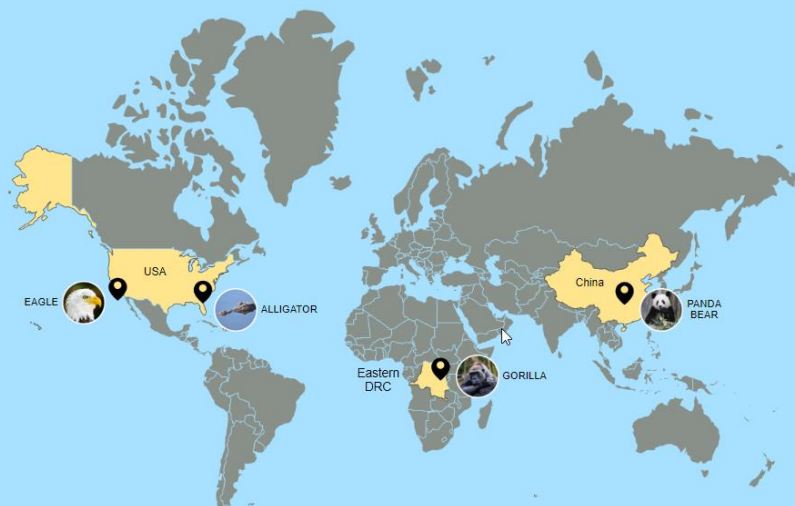 USA
EAGLE
ALLIGATOR
China
PANDA
BEAR
Eastern
DRC
GORILLA